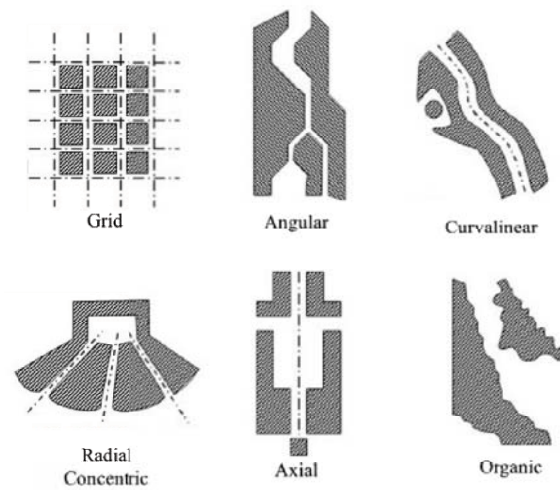 Grid
Angular
Curvalinear
Radial
Concentric
Axial
Organic